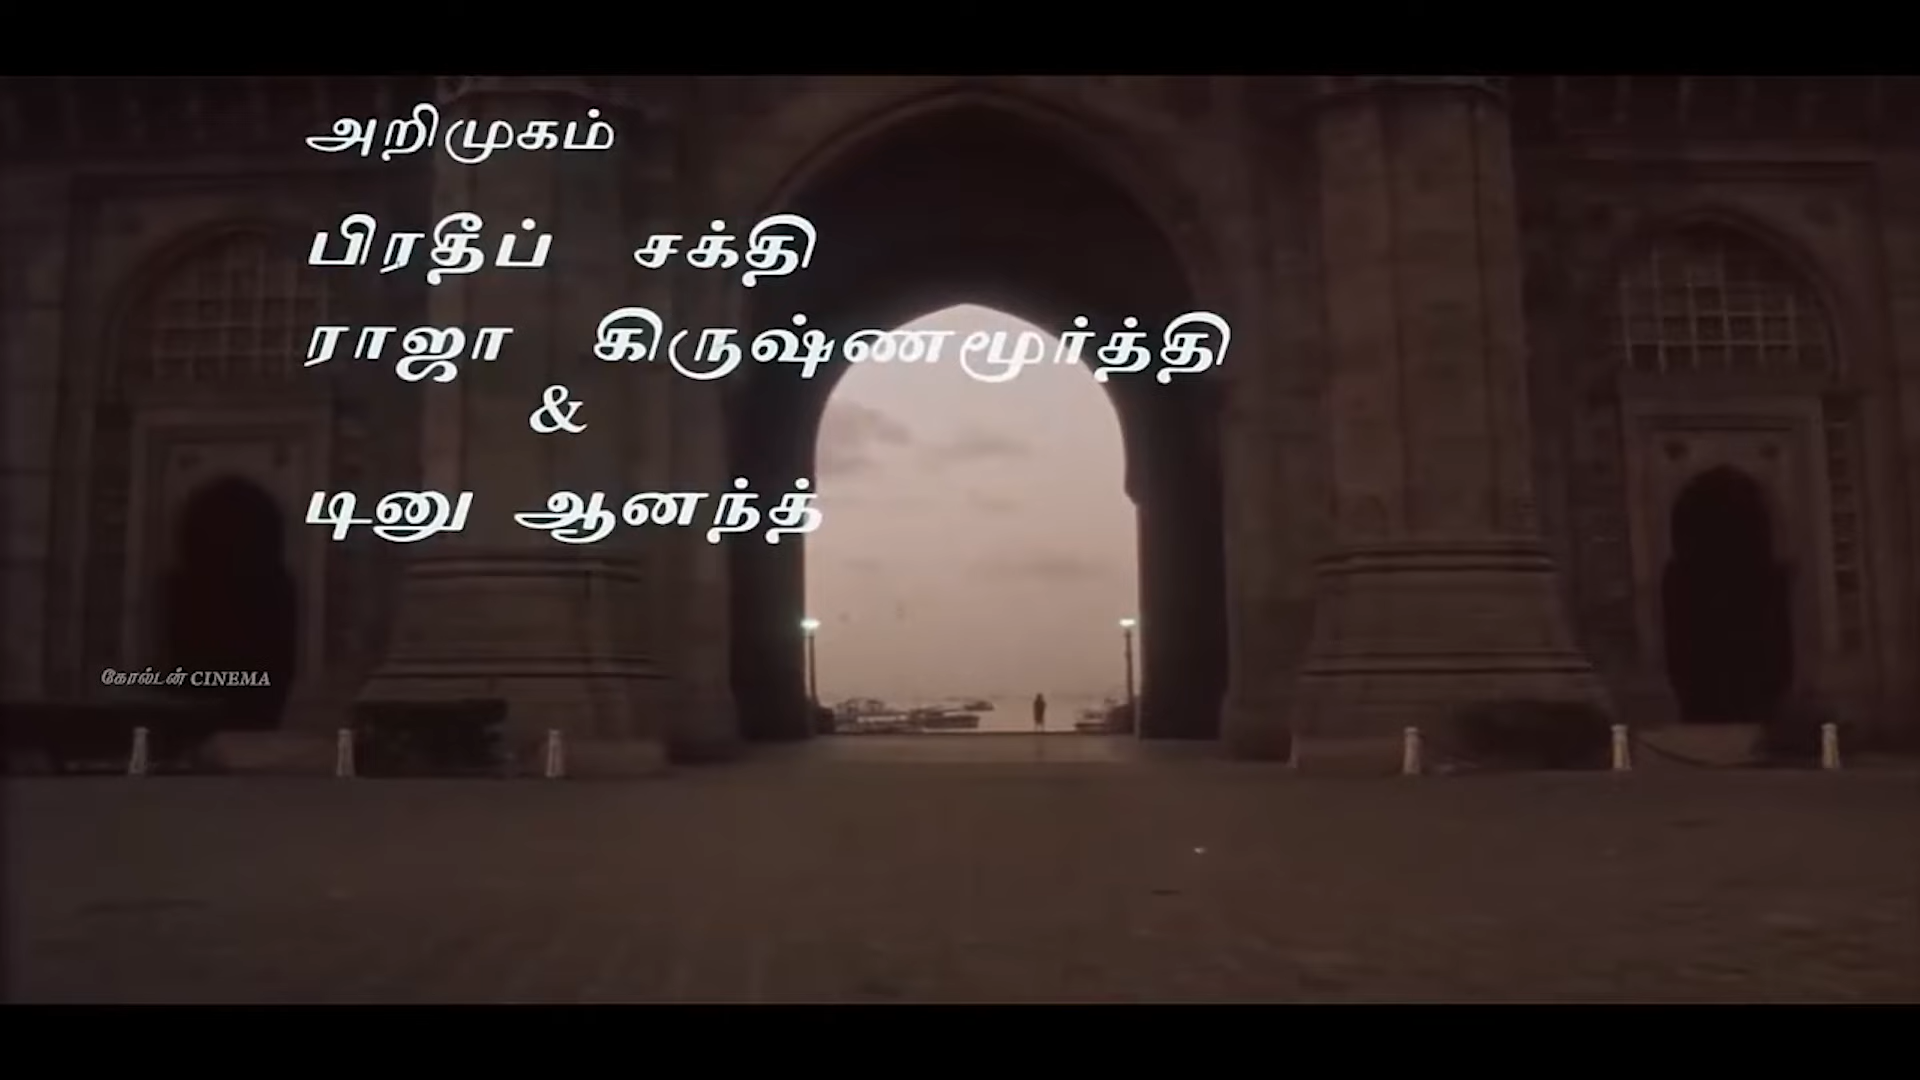 அறிமுகம்
பிரதீப் சக்தி
ராஜா கிருஷ்ணமூர்த்தி
&
டினு ஆனந்த்
கோல்டன் CINEMA